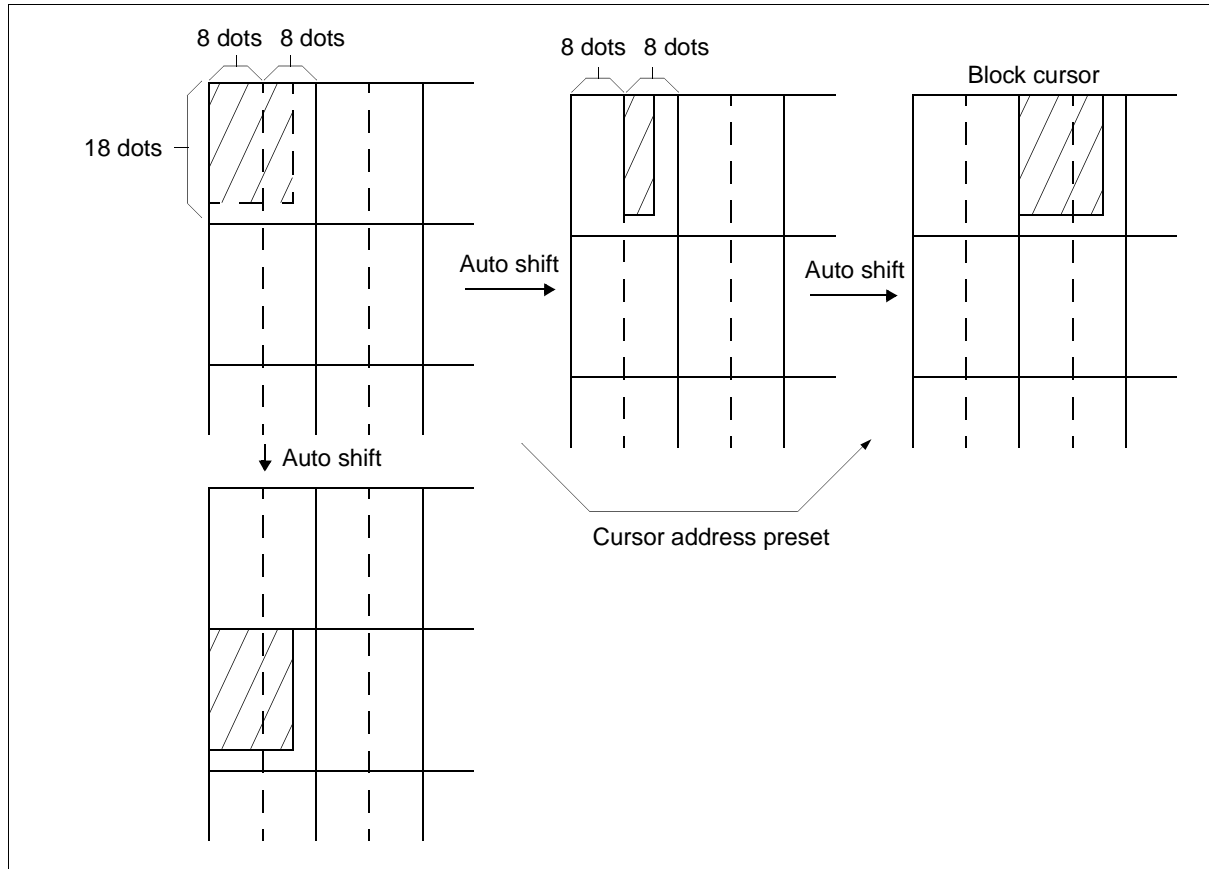 8 dots 8 dots
18 dots
8 dots 8 dots
Block cursor
Auto shift
Auto shift
Auto shift
Cursor address preset